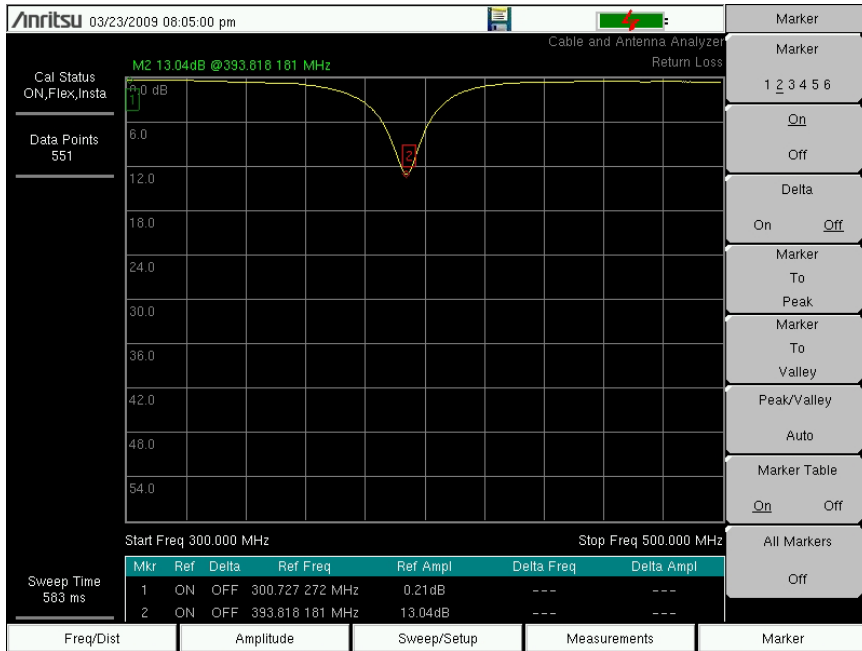 Anritsu 03/23/2009 08:05:00 pm
Cable and Antenna Analyzer
M2 13.04dB @393.818 181 MHz
Return Loss
Cal Status
ON,Flex,Insta
Data Points
551
0.0 dB
1
6.0
2
12.0
18.0
24.0
30.0
36.0
42.0
48.0
54.0
Start Freq 300.000 MHz
Stop Freq 500.000 MHz
Sweep Time
583 ms
Mkr Ref Delta Ref Freq Ref Ampl Delta Freq Delta Ampl
1 ON OFF 300.727 272 MHz 0.21dB --- ---
2 ON OFF 393.818 181 MHz 13.04dB --- ---
Marker
Marker
1 2 3 4 5 6
On
Off
Delta
On Off
Marker
To
Peak
Marker
To
Valley
Peak/Valley
Auto
Marker Table
On Off
All Markers
Off
Freq/Dist Amplitude Sweep/Setup Measurements Marker